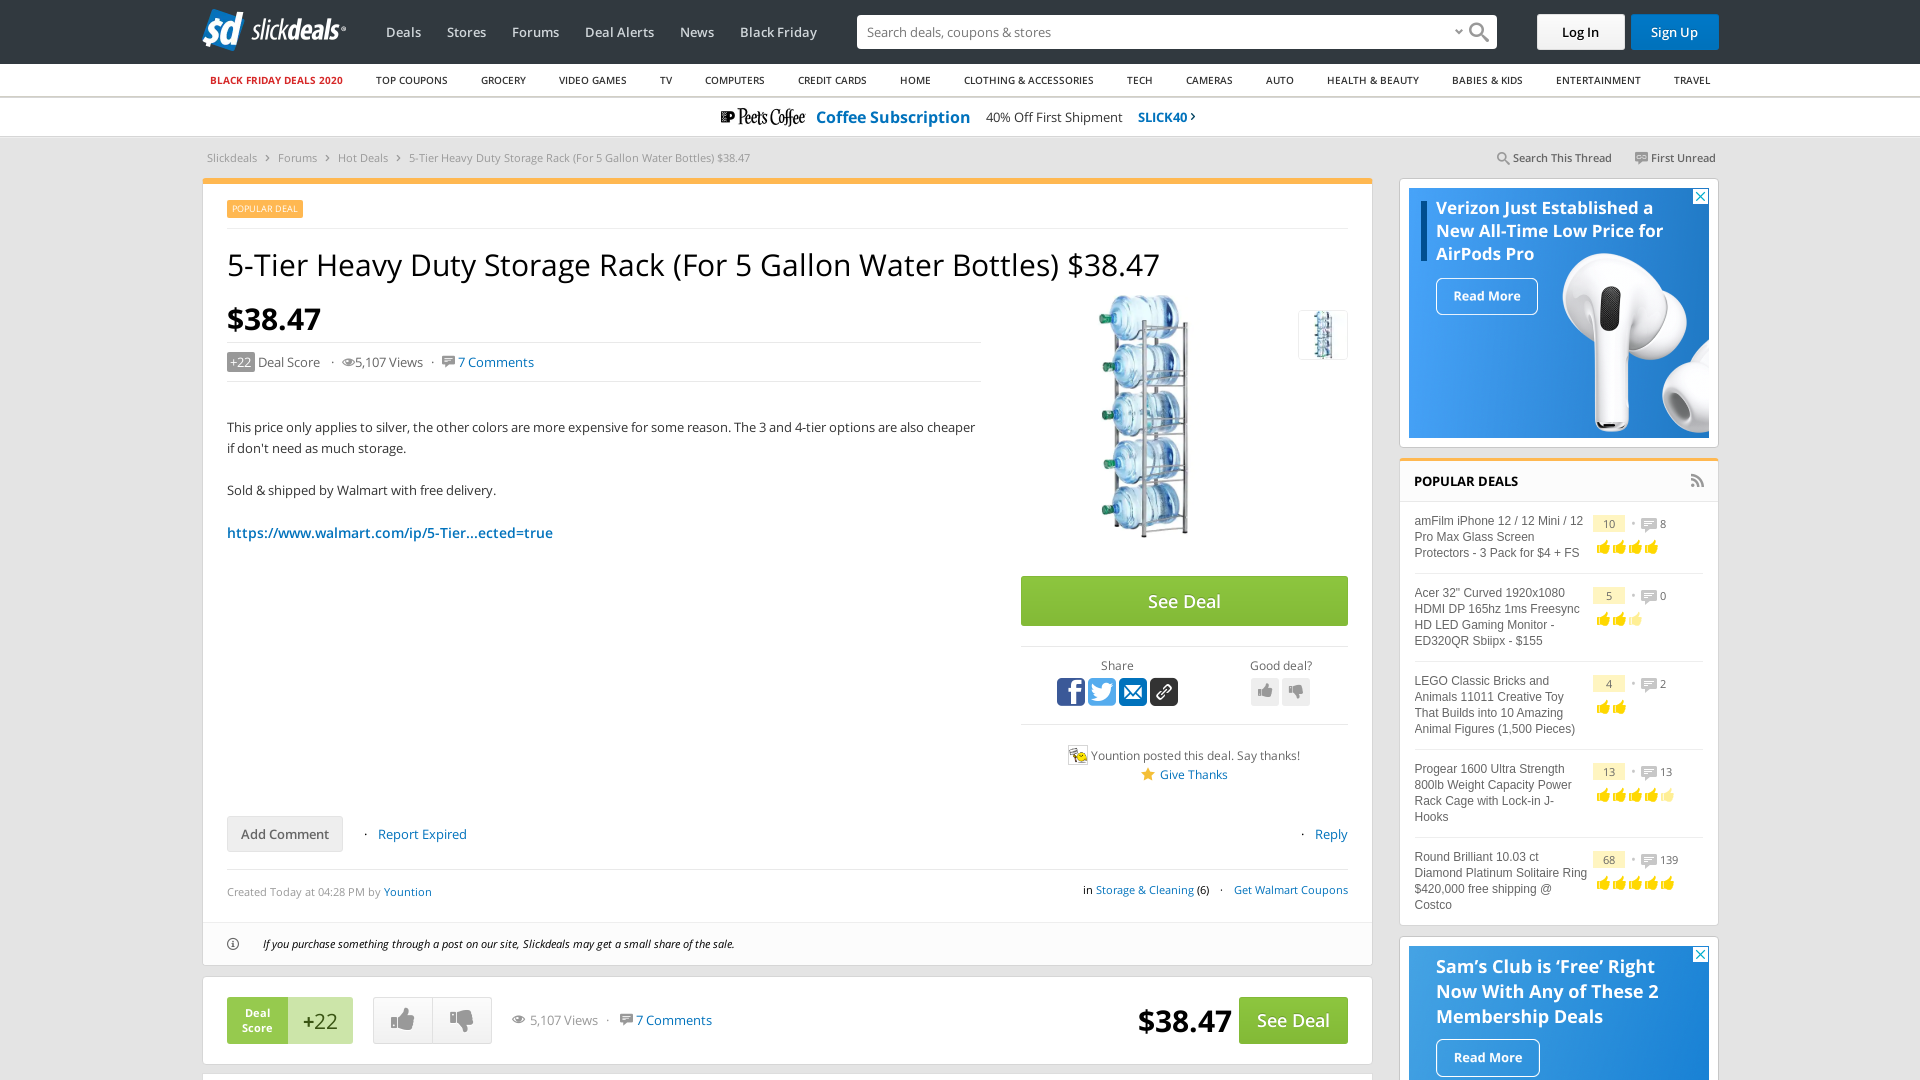 slickdeals
Deals
Stores
Forums
Deal Alerts
News
Black Friday
Search deals, coupons & stores
Log In
Sign Up
BLACK FRIDAY DEALS 2020
TOP COUPONS
GROCERY
VIDEO GAMES
TV
COMPUTERS
CREDIT CARDS
HOME
CLOTHING & ACCESSORIES
TECH
CAMERAS
AUTO
HEALTH & BEAUTY
BABIES & KIDS
ENTERTAINMENT
TRAVEL
Peet's Coffee Coffee Subscription 40% Off First Shipment SLICK40 ›
Slickdeals › Forums › Hot Deals › 5-Tier Heavy Duty Storage Rack (For 5 Gallon Water Bottles) $38.47
Search This Thread
First Unread
POPULAR DEAL
5-Tier Heavy Duty Storage Rack (For 5 Gallon Water Bottles) $38.47
$38.47
+22 Deal Score · 5,107 Views · 7 Comments
This price only applies to silver, the other colors are more expensive for some reason. The 3 and 4-tier options are also cheaper
if don't need as much storage.
Sold & shipped by Walmart with free delivery.
https://www.walmart.com/ip/5-Tier...ected=true
See Deal
Share
Good deal?
Yountion posted this deal. Say thanks!
Give Thanks
Add Comment · Report Expired
· Reply
Created Today at 04:28 PM by Yountion
in Storage & Cleaning (6) · Get Walmart Coupons
If you purchase something through a post on our site, Slickdeals may get a small share of the sale.
Deal
Score
+22
5,107 Views · 7 Comments
$38.47
See Deal
Verizon Just Established a
New All-Time Low Price for
AirPods Pro
Read More
POPULAR DEALS
amFilm iPhone 12 / 12 Mini / 12
Pro Max Glass Screen
Protectors - 3 Pack for $4 + FS
10 • 8
Acer 32" Curved 1920x1080
HDMI DP 165hz 1ms Freesync
HD LED Gaming Monitor -
ED320QR Sbiipx - $155
5 • 0
LEGO Classic Bricks and
Animals 11011 Creative Toy
That Builds into 10 Amazing
Animal Figures (1,500 Pieces)
4 • 2
Progear 1600 Ultra Strength
800lb Weight Capacity Power
Rack Cage with Lock-in J-
Hooks
13 • 13
Round Brilliant 10.03 ct
Diamond Platinum Solitaire Ring
$420,000 free shipping @
Costco
68 • 139
Sam's Club is ‘Free’ Right
Now With Any of These 2
Membership Deals
Read More